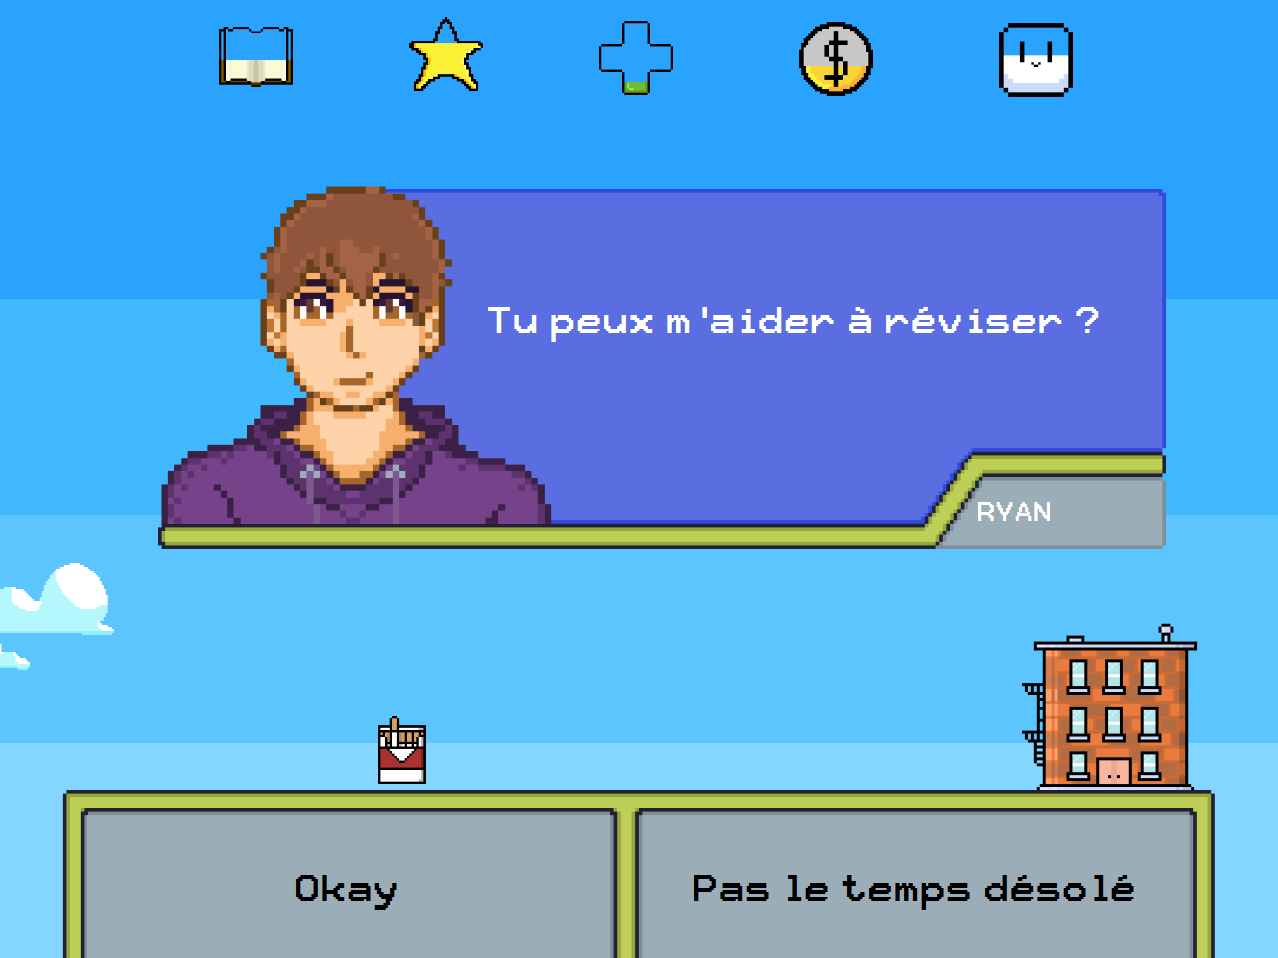 Tu peux m'aider à réviser ?
RYAN
Okay
Pas le temps désolé